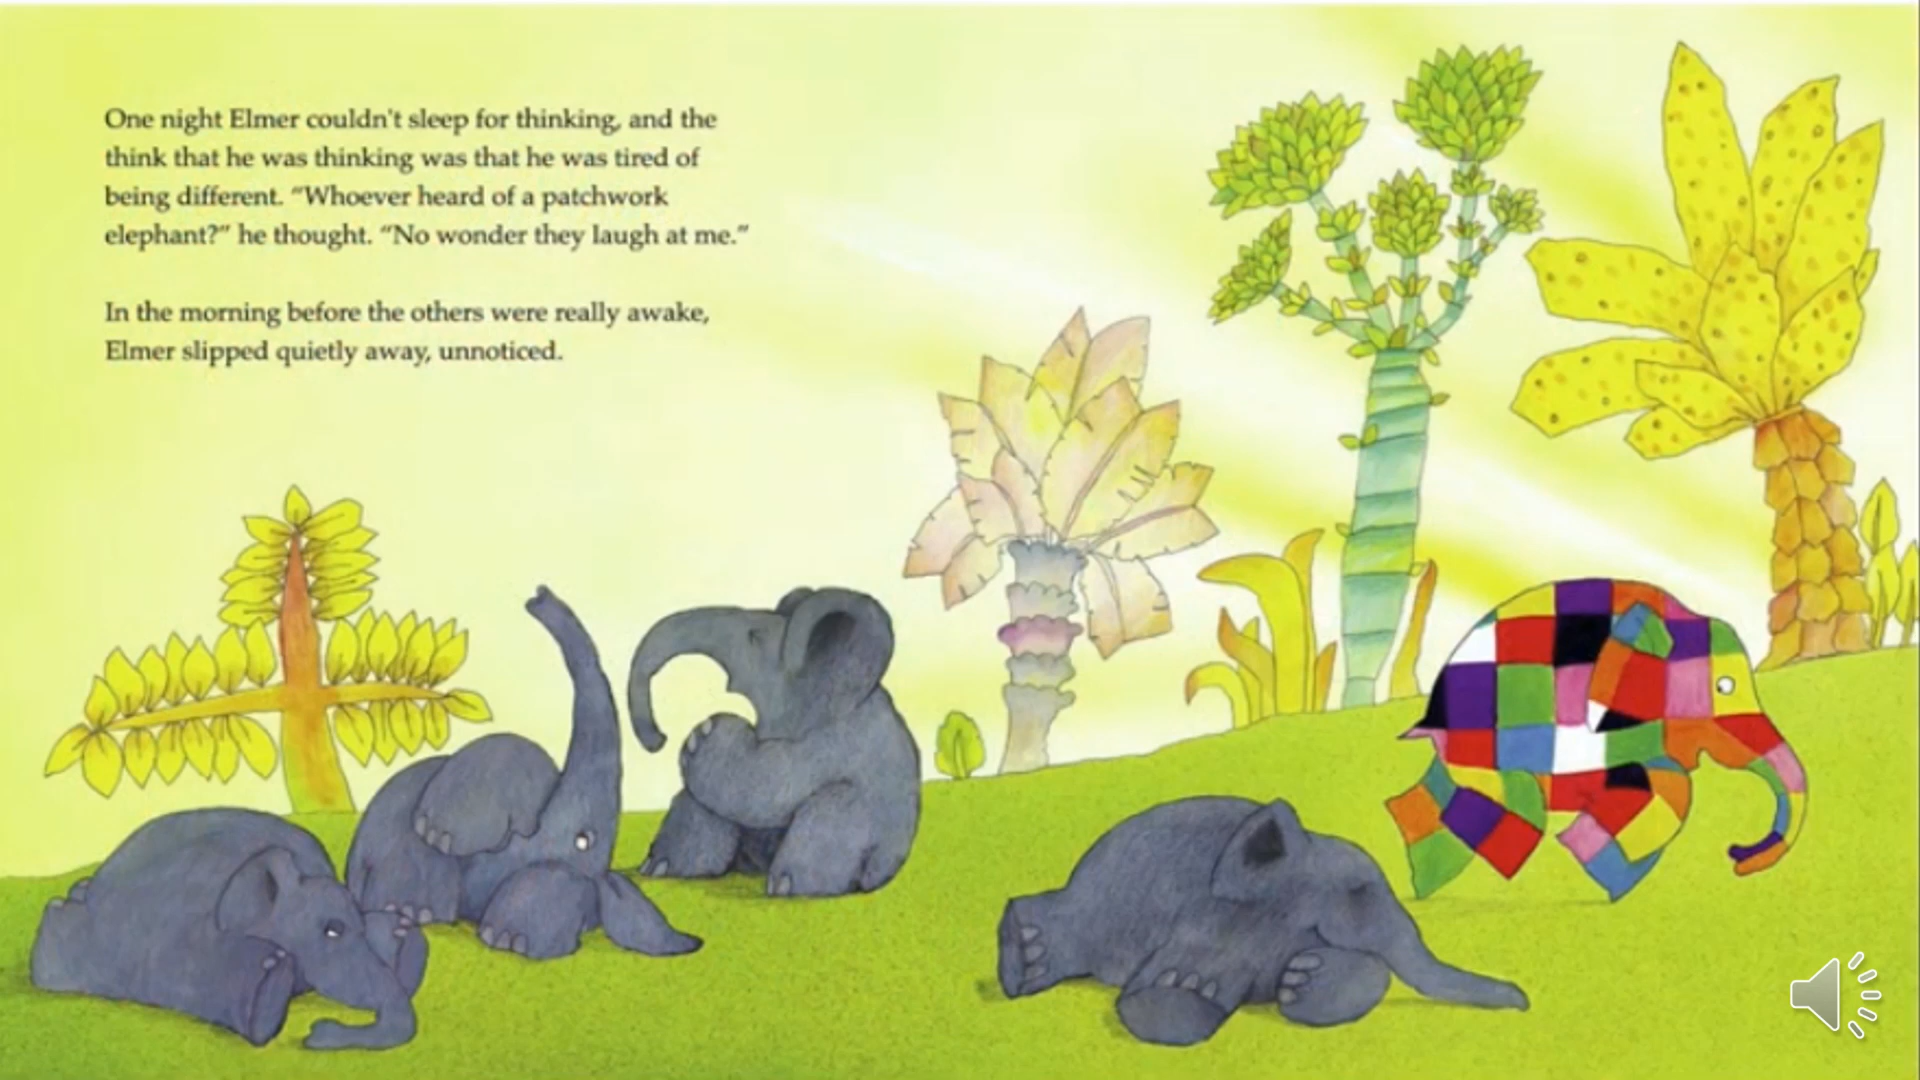 One night Elmer couldn't sleep for thinking, and the
think that he was thinking was that he was tired of
being different. “Whoever heard of a patchwork
elephant?” he thought. “No wonder they laugh at me.”
In the morning before the others were really awake,
Elmer slipped quietly away, unnoticed.